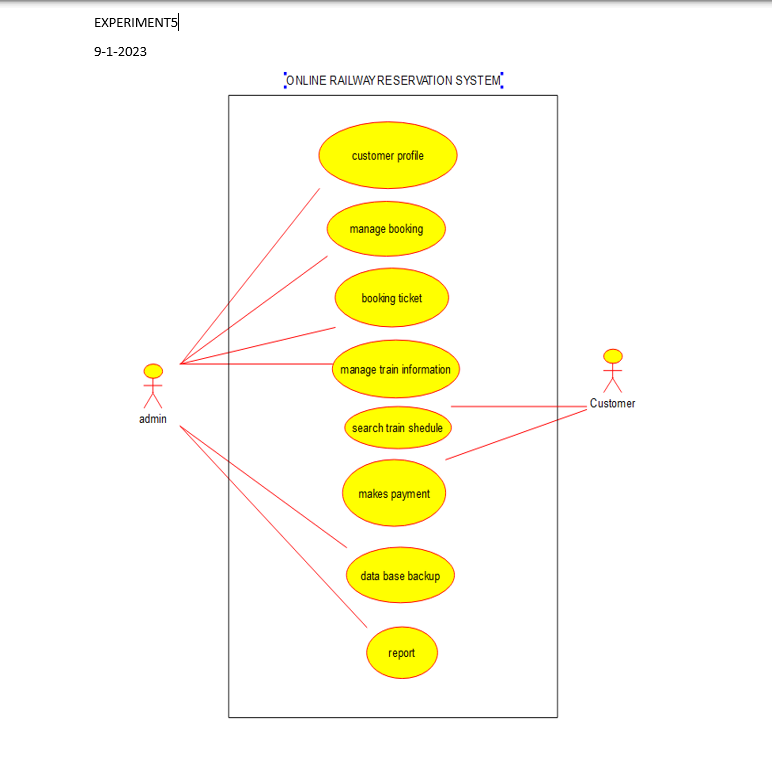 EXPERIMENT5
9-1-2023
ONLINE RAILWAY RESERVATION SYSTEM
customer profile
manage booking
booking ticket
manage train information
search train shedule
makes payment
data base backup
report
admin
Customer